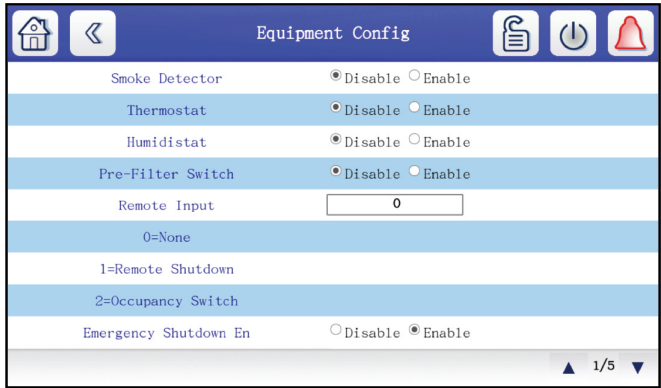 Equipment Config
Smoke Detector Disable Enable
Thermostat Disable Enable
Humidistat Disable Enable
Pre-Filter Switch Disable Enable
Remote Input 0
0=None
1=Remote Shutdown
2=Occupancy Switch
Emergency Shutdown En Disable Enable
1/5